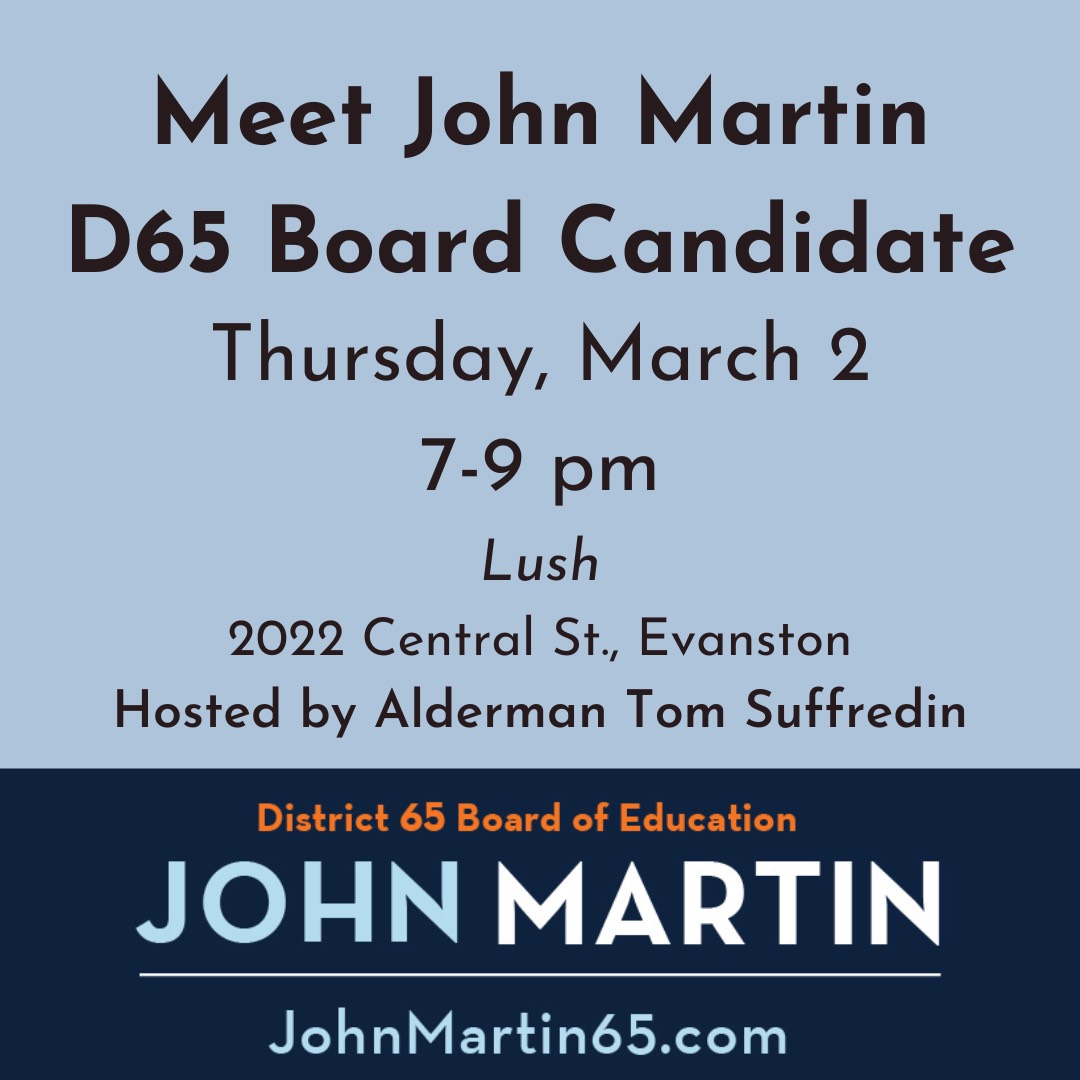 Meet John Martin
D65 Board Candidate
Thursday, March 2
7-9 pm
Lush
2022 Central St., Evanston
Hosted by Alderman Tom Suffredin
District 65 Board of Education
JOHN MARTIN
JohnMartin65.com